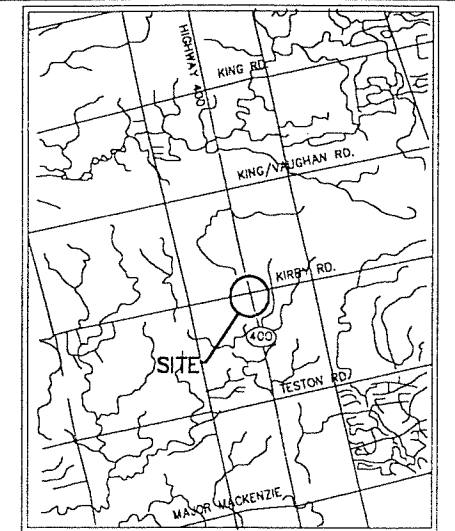 HIGHWAY 400
KING RD.
KING/VAUGHAN RD.
KIRBY RD.
400
SITE
TESTON RD.
MAJOR MACKENZIE